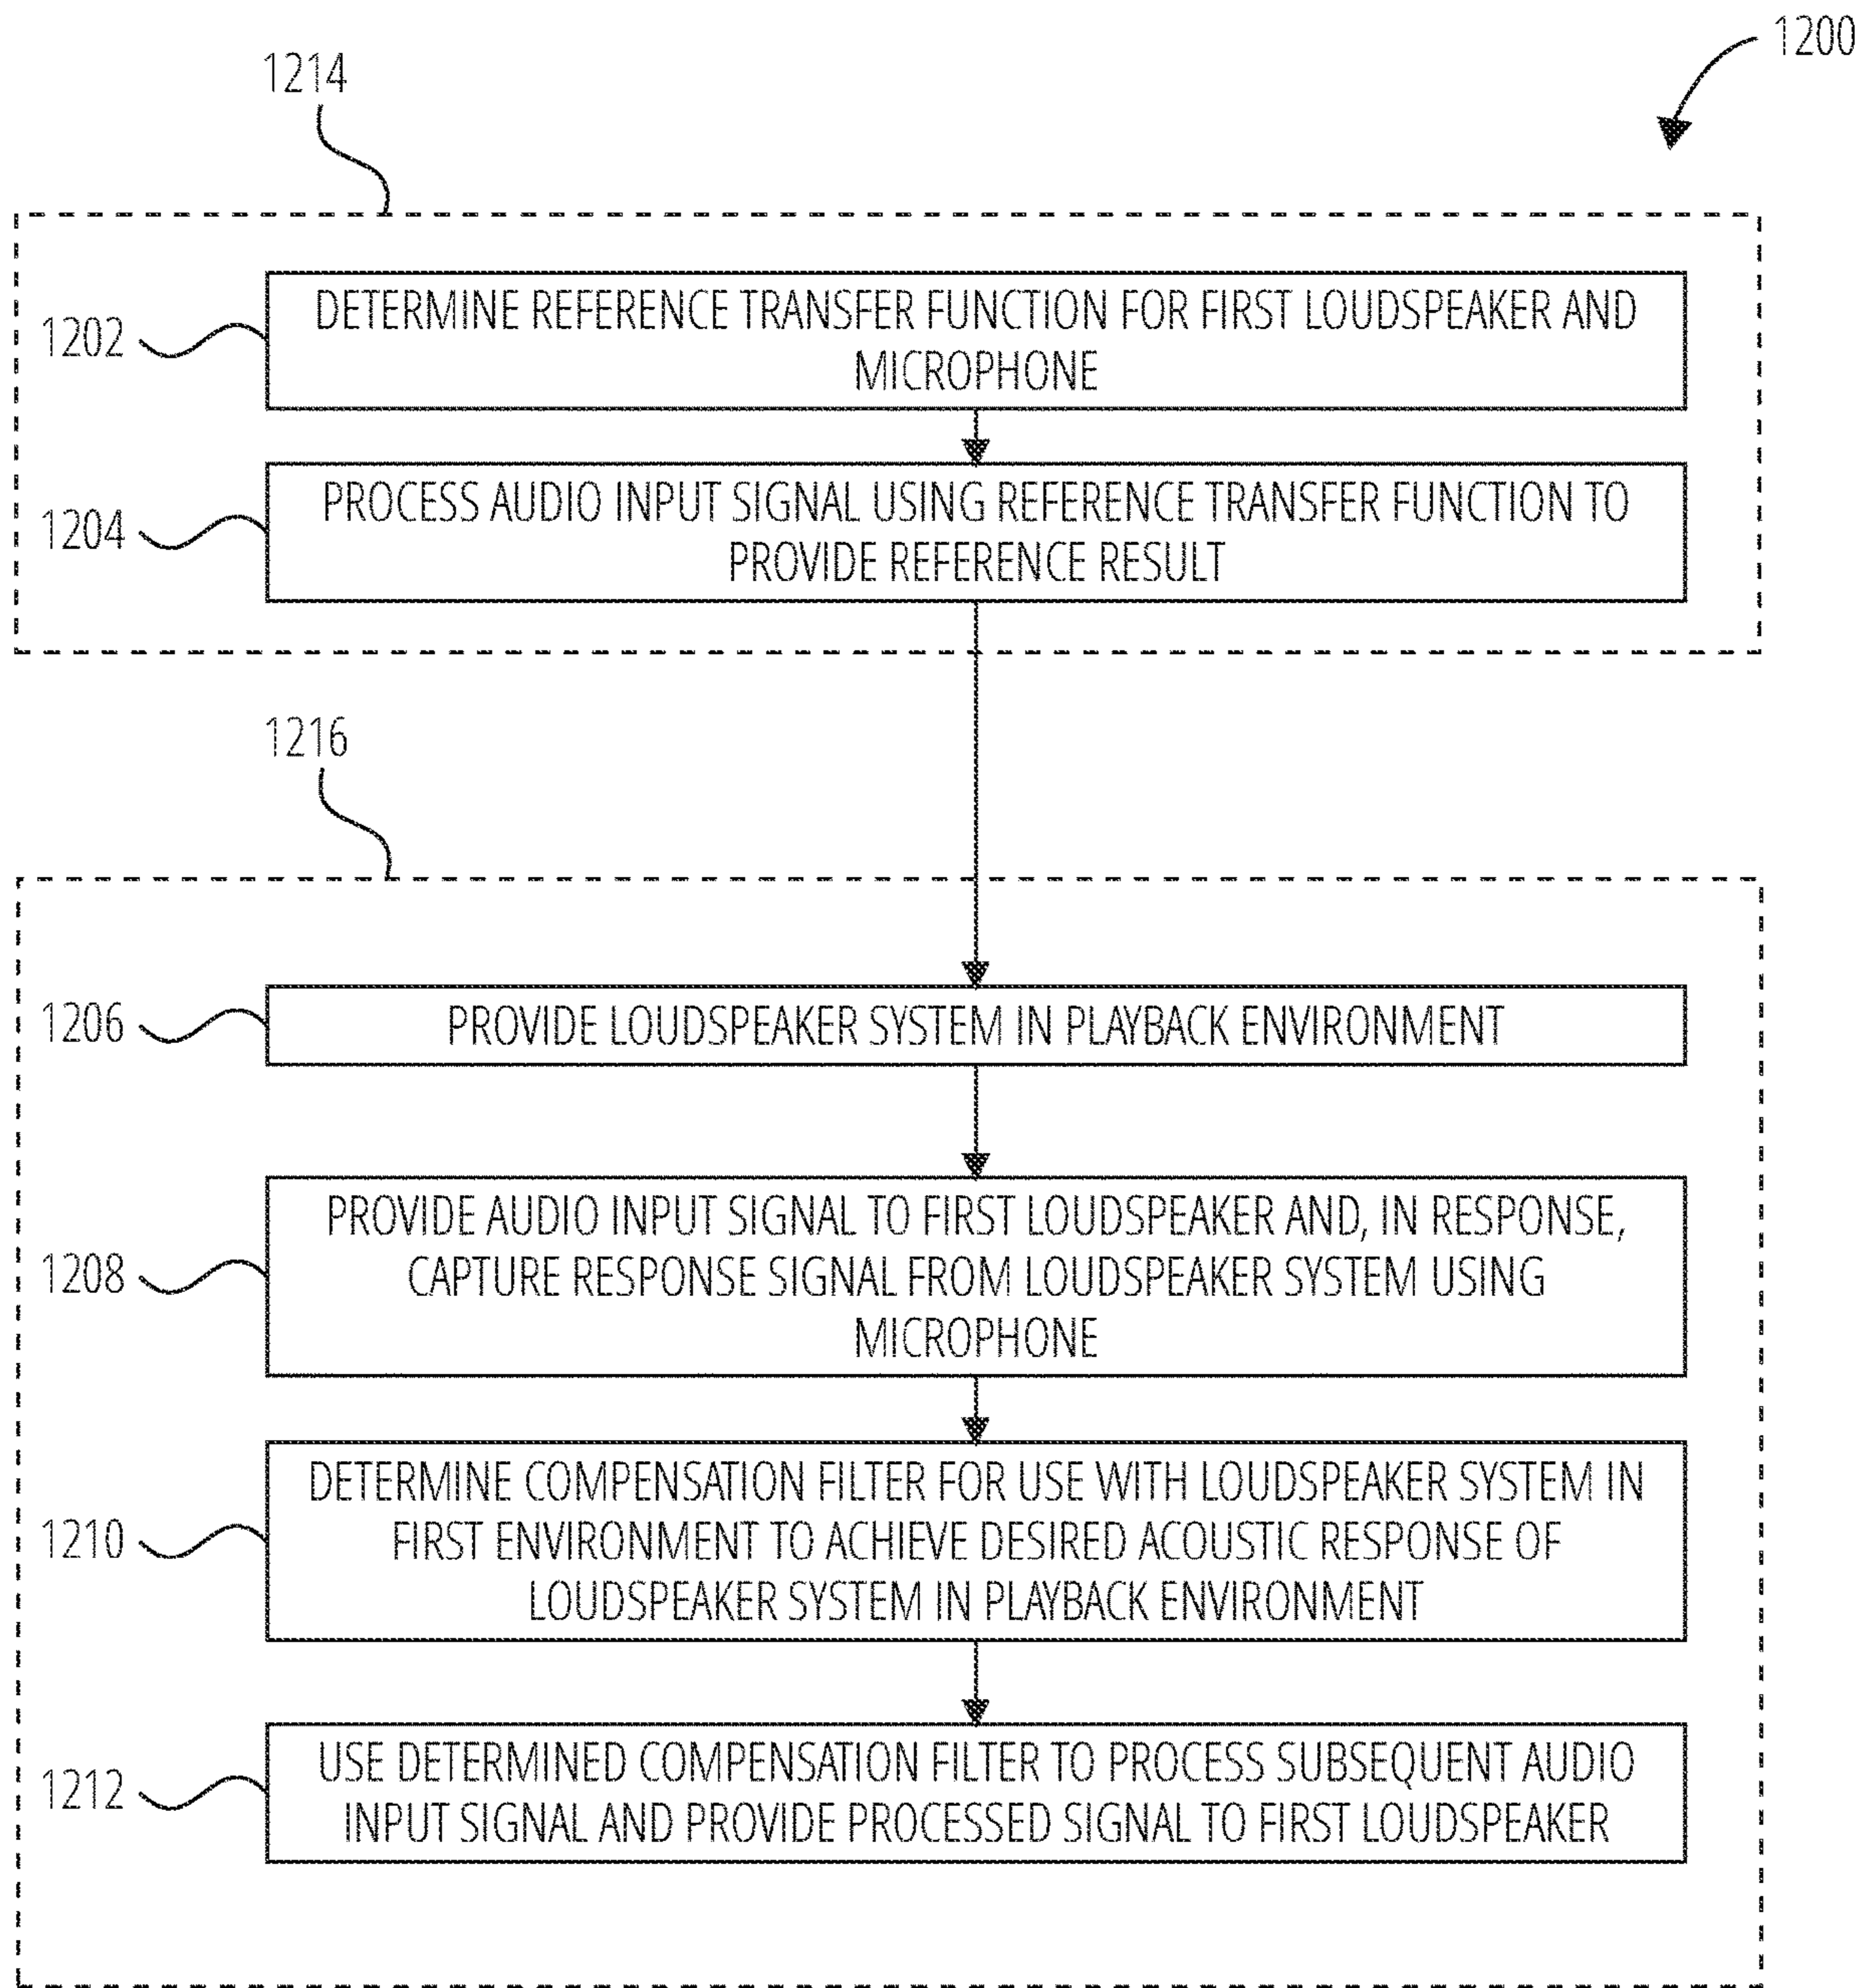 1200
1214
1202
DETERMINE REFERENCE TRANSFER FUNCTION FOR FIRST LOUDSPEAKER AND
MICROPHONE
1204
PROCESS AUDIO INPUT SIGNAL USING REFERENCE TRANSFER FUNCTION TO
PROVIDE REFERENCE RESULT
1216
1206
PROVIDE LOUDSPEAKER SYSTEM IN PLAYBACK ENVIRONMENT
1208
PROVIDE AUDIO INPUT SIGNAL TO FIRST LOUDSPEAKER AND, IN RESPONSE,
CAPTURE RESPONSE SIGNAL FROM LOUDSPEAKER SYSTEM USING
MICROPHONE
1210
DETERMINE COMPENSATION FILTER FOR USE WITH LOUDSPEAKER SYSTEM IN
FIRST ENVIRONMENT TO ACHIEVE DESIRED ACOUSTIC RESPONSE OF
LOUDSPEAKER SYSTEM IN PLAYBACK ENVIRONMENT
1212
USE DETERMINED COMPENSATION FILTER TO PROCESS SUBSEQUENT AUDIO
INPUT SIGNAL AND PROVIDE PROCESSED SIGNAL TO FIRST LOUDSPEAKER